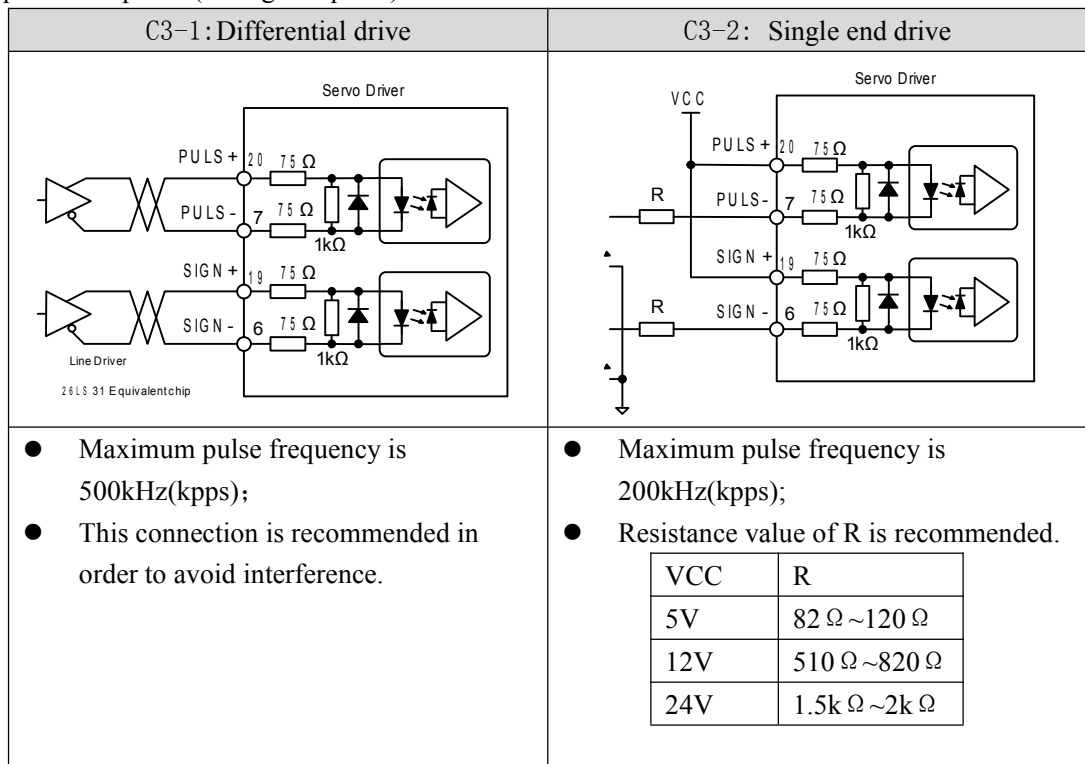 C3-1:Differential drive
C3-2: Single end drive
Servo Driver
PULS+ 20 75Ω
PULS- 7 75Ω
1kΩ
SIGN+ 19 75Ω
SIGN- 6 75Ω
1kΩ
Line Driver
26LS31 Equivalentchip
Servo Driver
VCC
PULS+ 20 75Ω
R PULS- 7 75Ω
1kΩ
SIGN+ 19 75Ω
R SIGN- 6 75Ω
1kΩ
● Maximum pulse frequency is
500kHz(kpps)；
● This connection is recommended in
order to avoid interference.
● Maximum pulse frequency is
200kHz(kpps);
● Resistance value of R is recommended.
VCC R
5V 82Ω~120Ω
12V 510Ω~820Ω
24V 1.5kΩ~2kΩ